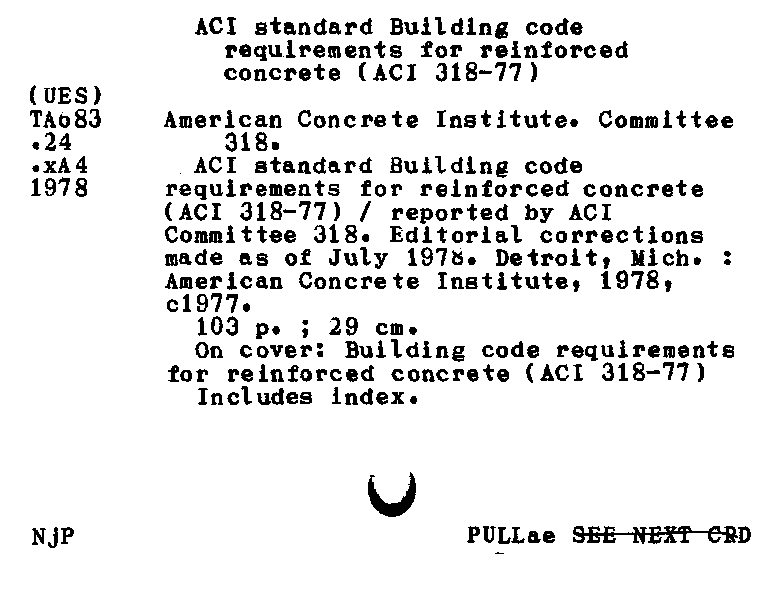 ACI standard Building code
requirements for reinforced
concrete (ACI 318-77)
(UES)
TA683
.24
.xA4
1978
American Concrete Institute. Committee
318.
ACI standard Building code
requirements for reinforced concrete
(ACI 318-77) / reported by ACI
Committee 318. Editorial corrections
made as of July 1978. Detroit, Mich. :
American Concrete Institute, 1978,
c1977.
103 p. ; 29 cm.
On cover: Building code requirements
for reinforced concrete (ACI 318-77)
Includes index.
NjP
PULLae SEE NEXT CRD